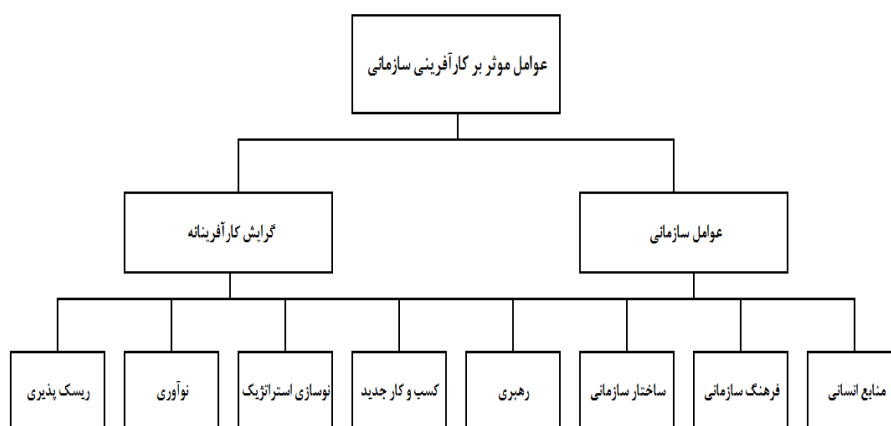 عوامل موثر بر کارآفرینی سازمانی
عوامل سازمانی
گرایش کارآفرینانه
منابع انسانی
فرهنگ سازمانی
ساختار سازمانی
رهبری
کسب و کار جدید
نوسازی استراتژیک
نوآوری
ریسک پذیری